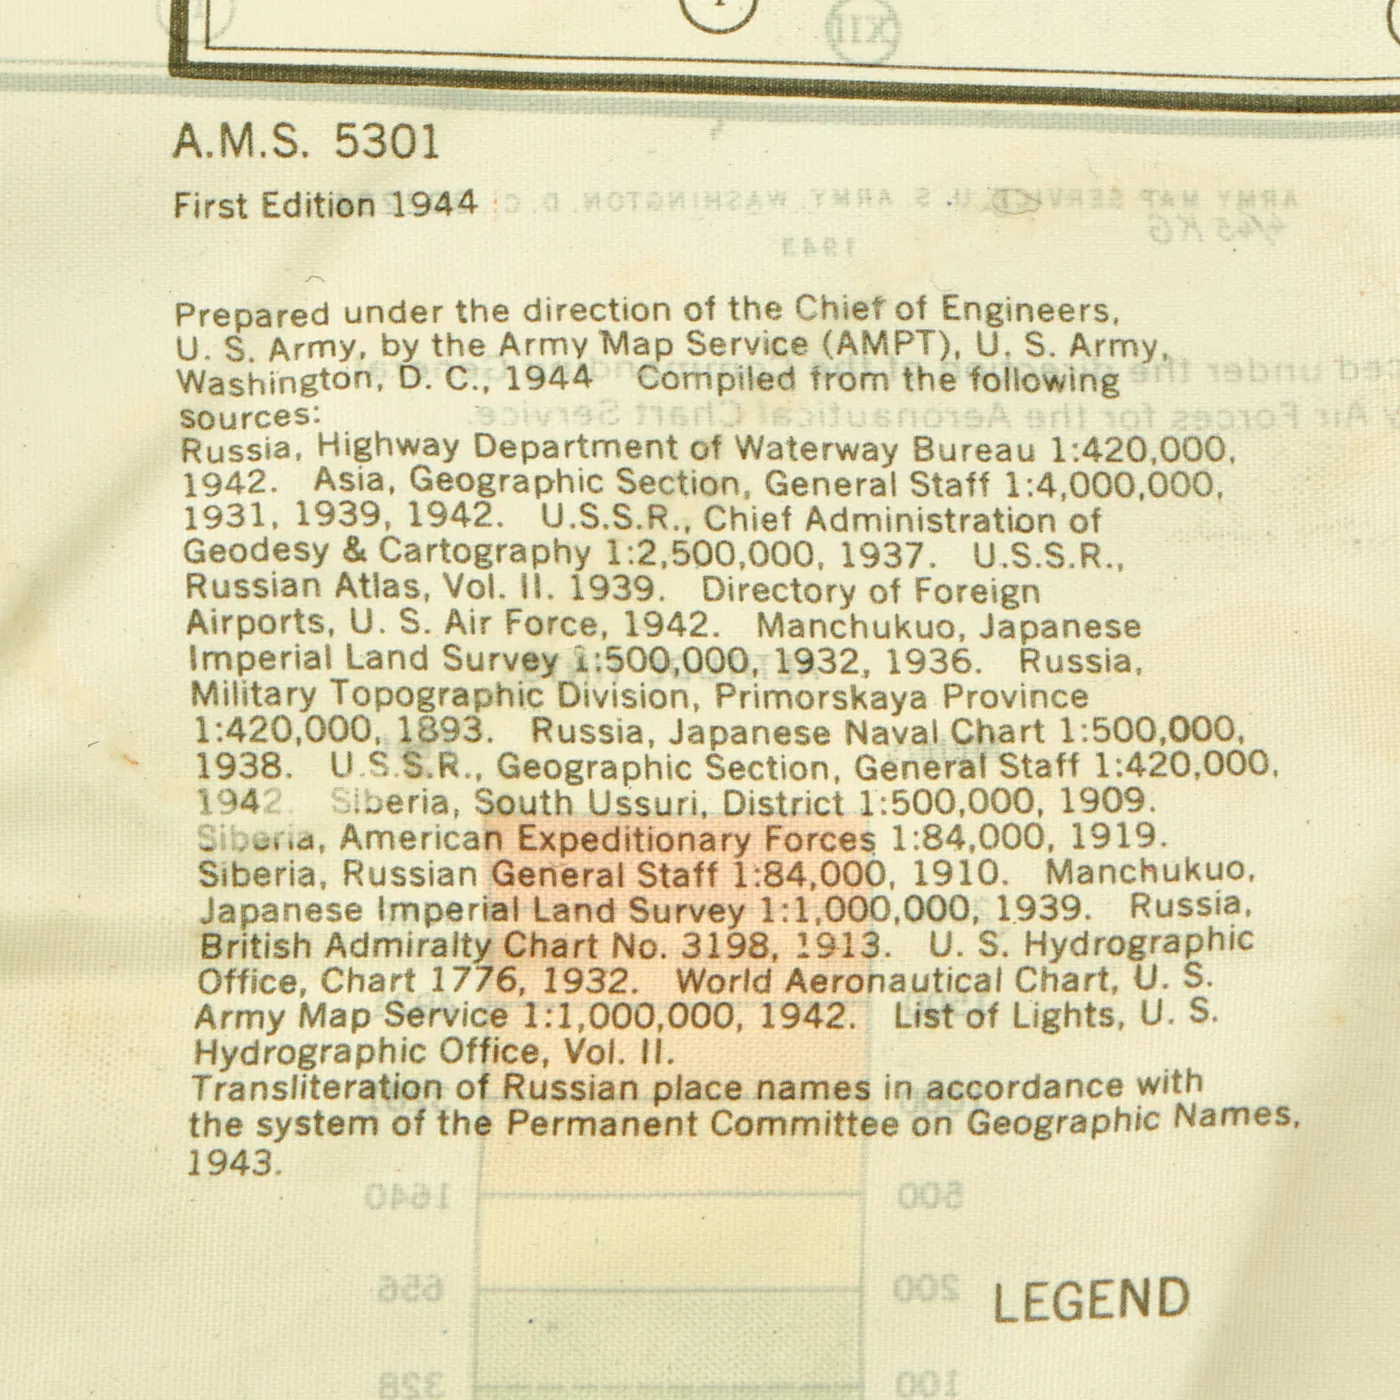 A.M.S. 5301
First Edition 1944
Prepared under the direction of the Chief of Engineers,
U. S. Army, by the Army Map Service (AMPT), U. S. Army,
Washington, D. C., 1944 Compiled from the following
sources:
Russia, Highway Department of Waterway Bureau 1:420,000,
1942. Asia, Geographic Section, General Staff 1:4,000,000,
1931, 1939, 1942. U.S.S.R., Chief Administration of
Geodesy & Cartography 1:2,500,000, 1937. U.S.S.R.,
Russian Atlas, Vol. II. 1939. Directory of Foreign
Airports, U. S. Air Force, 1942. Manchukuo, Japanese
Imperial Land Survey 1:500,000, 1932, 1936. Russia,
Military Topographic Division, Primorskaya Province
1:420,000, 1893. Russia, Japanese Naval Chart 1:500,000,
1938. U.S.S.R., Geographic Section, General Staff 1:420,000,
1942. Siberia, South Ussuri, District 1:500,000, 1909.
Siberia, American Expeditionary Forces 1:84,000, 1919.
Siberia, Russian General Staff 1:84,000, 1910. Manchukuo,
Japanese Imperial Land Survey 1:1,000,000, 1939. Russia,
British Admiralty Chart No. 3198, 1913. U. S. Hydrographic
Office, Chart 1776, 1932. World Aeronautical Chart, U. S.
Army Map Service 1:1,000,000, 1942. List of Lights, U. S.
Hydrographic Office, Vol. II.
Transliteration of Russian place names in accordance with
the system of the Permanent Committee on Geographic Names,
1943.
LEGEND